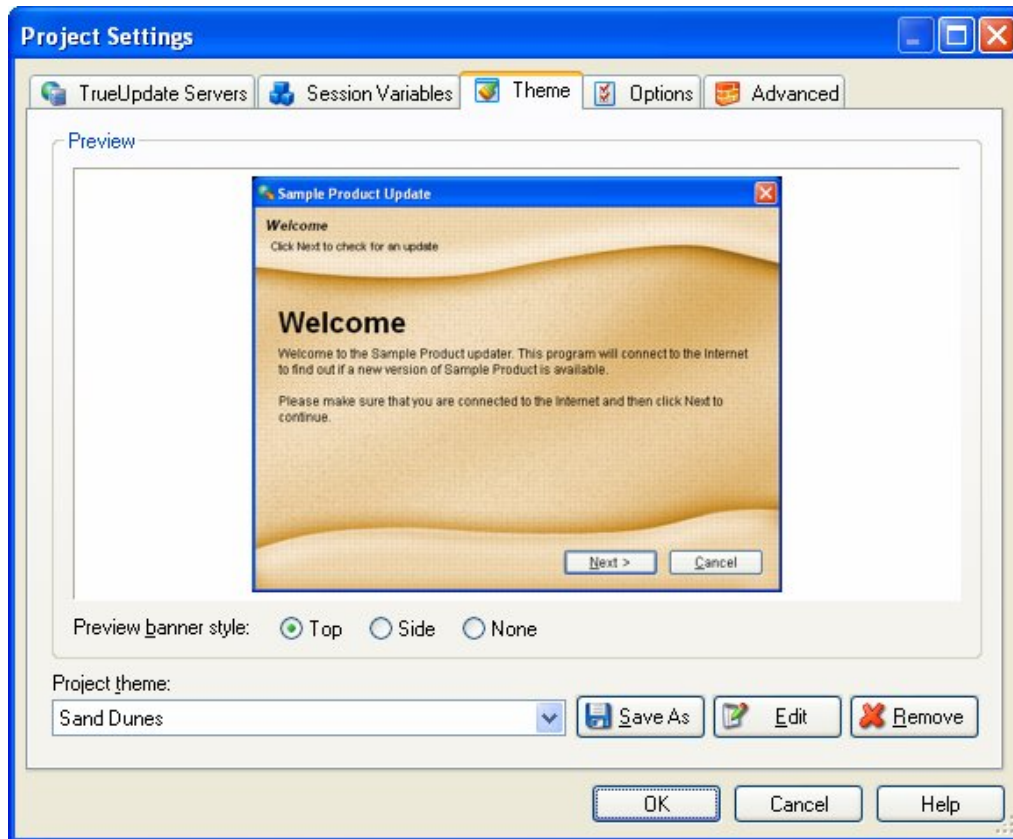 Project Settings
TrueUpdate Servers Session Variables Theme Options Advanced
Preview
Sample Product Update
Welcome
Click Next to check for an update
Welcome
Welcome to the Sample Product updater. This program will connect to the Internet
to find out if a new version of Sample Product is available.
Please make sure that you are connected to the Internet and then click Next to
continue.
Next > Cancel
Preview banner style: Top Side None
Project theme:
Sand Dunes Save As Edit Remove
OK Cancel Help